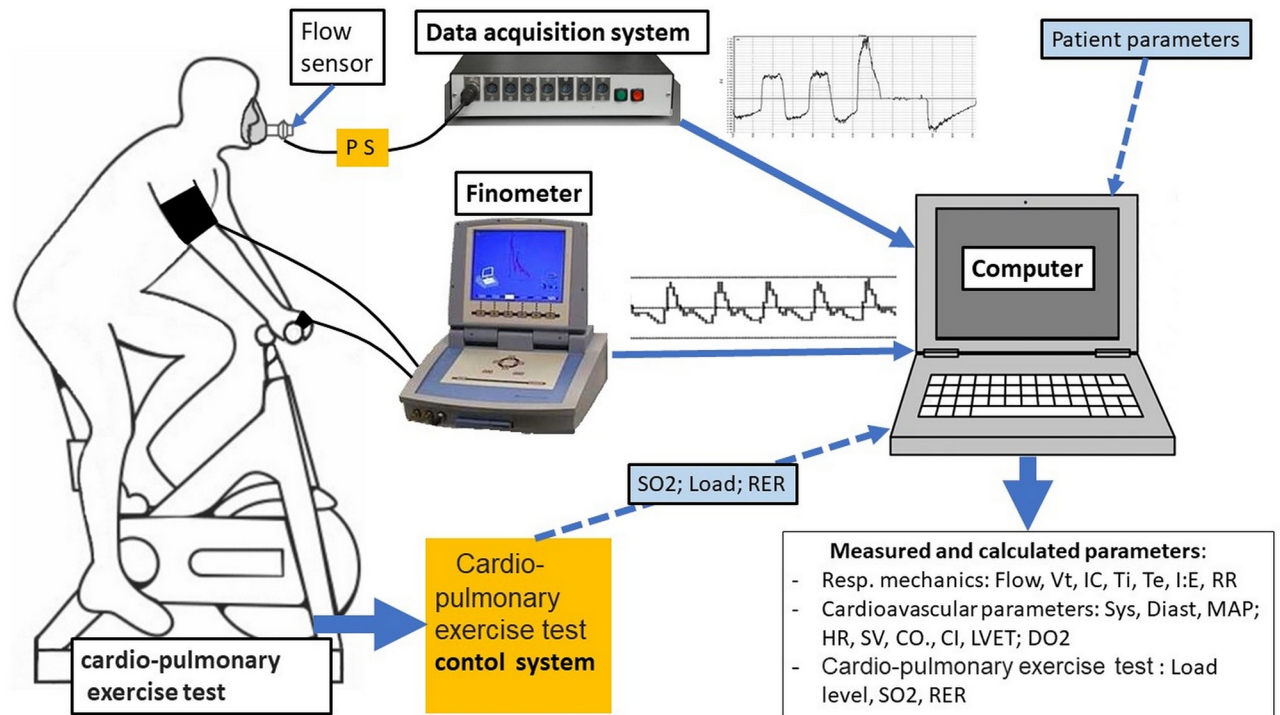 Flow
sensor
Data acquisition system
Patient parameters
P S
Finometer
Computer
SO2; Load; RER
Cardio-
pulmonary
exercise test
contol system
cardio-pulmonary
exercise test
Measured and calculated parameters:
- Resp. mechanics: Flow, Vt, IC, Ti, Te, I:E, RR
- Cardioavascular parameters: Sys, Diast, MAP;
HR, SV, CO., CI, LVET; DO2
- Cardio-pulmonary exercise test : Load
level, SO2, RER